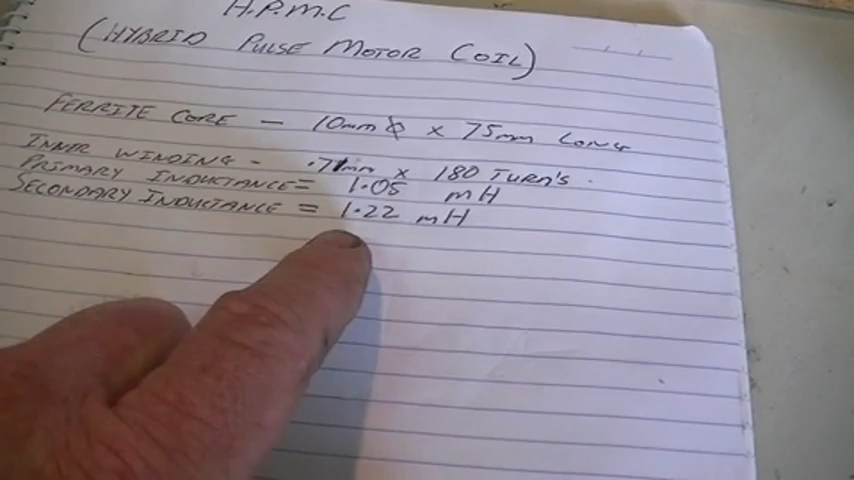 H.P.M.C
(HYBRID PULSE MOTOR COIL)
FERRITE CORE - 10mm ϕ x 75mm LONG
INNER WINDING - .71mm x 180 TURN'S.
PRIMARY INDUCTANCE = 1.05 mH
SECONDARY INDUCTANCE = 1.22 mH